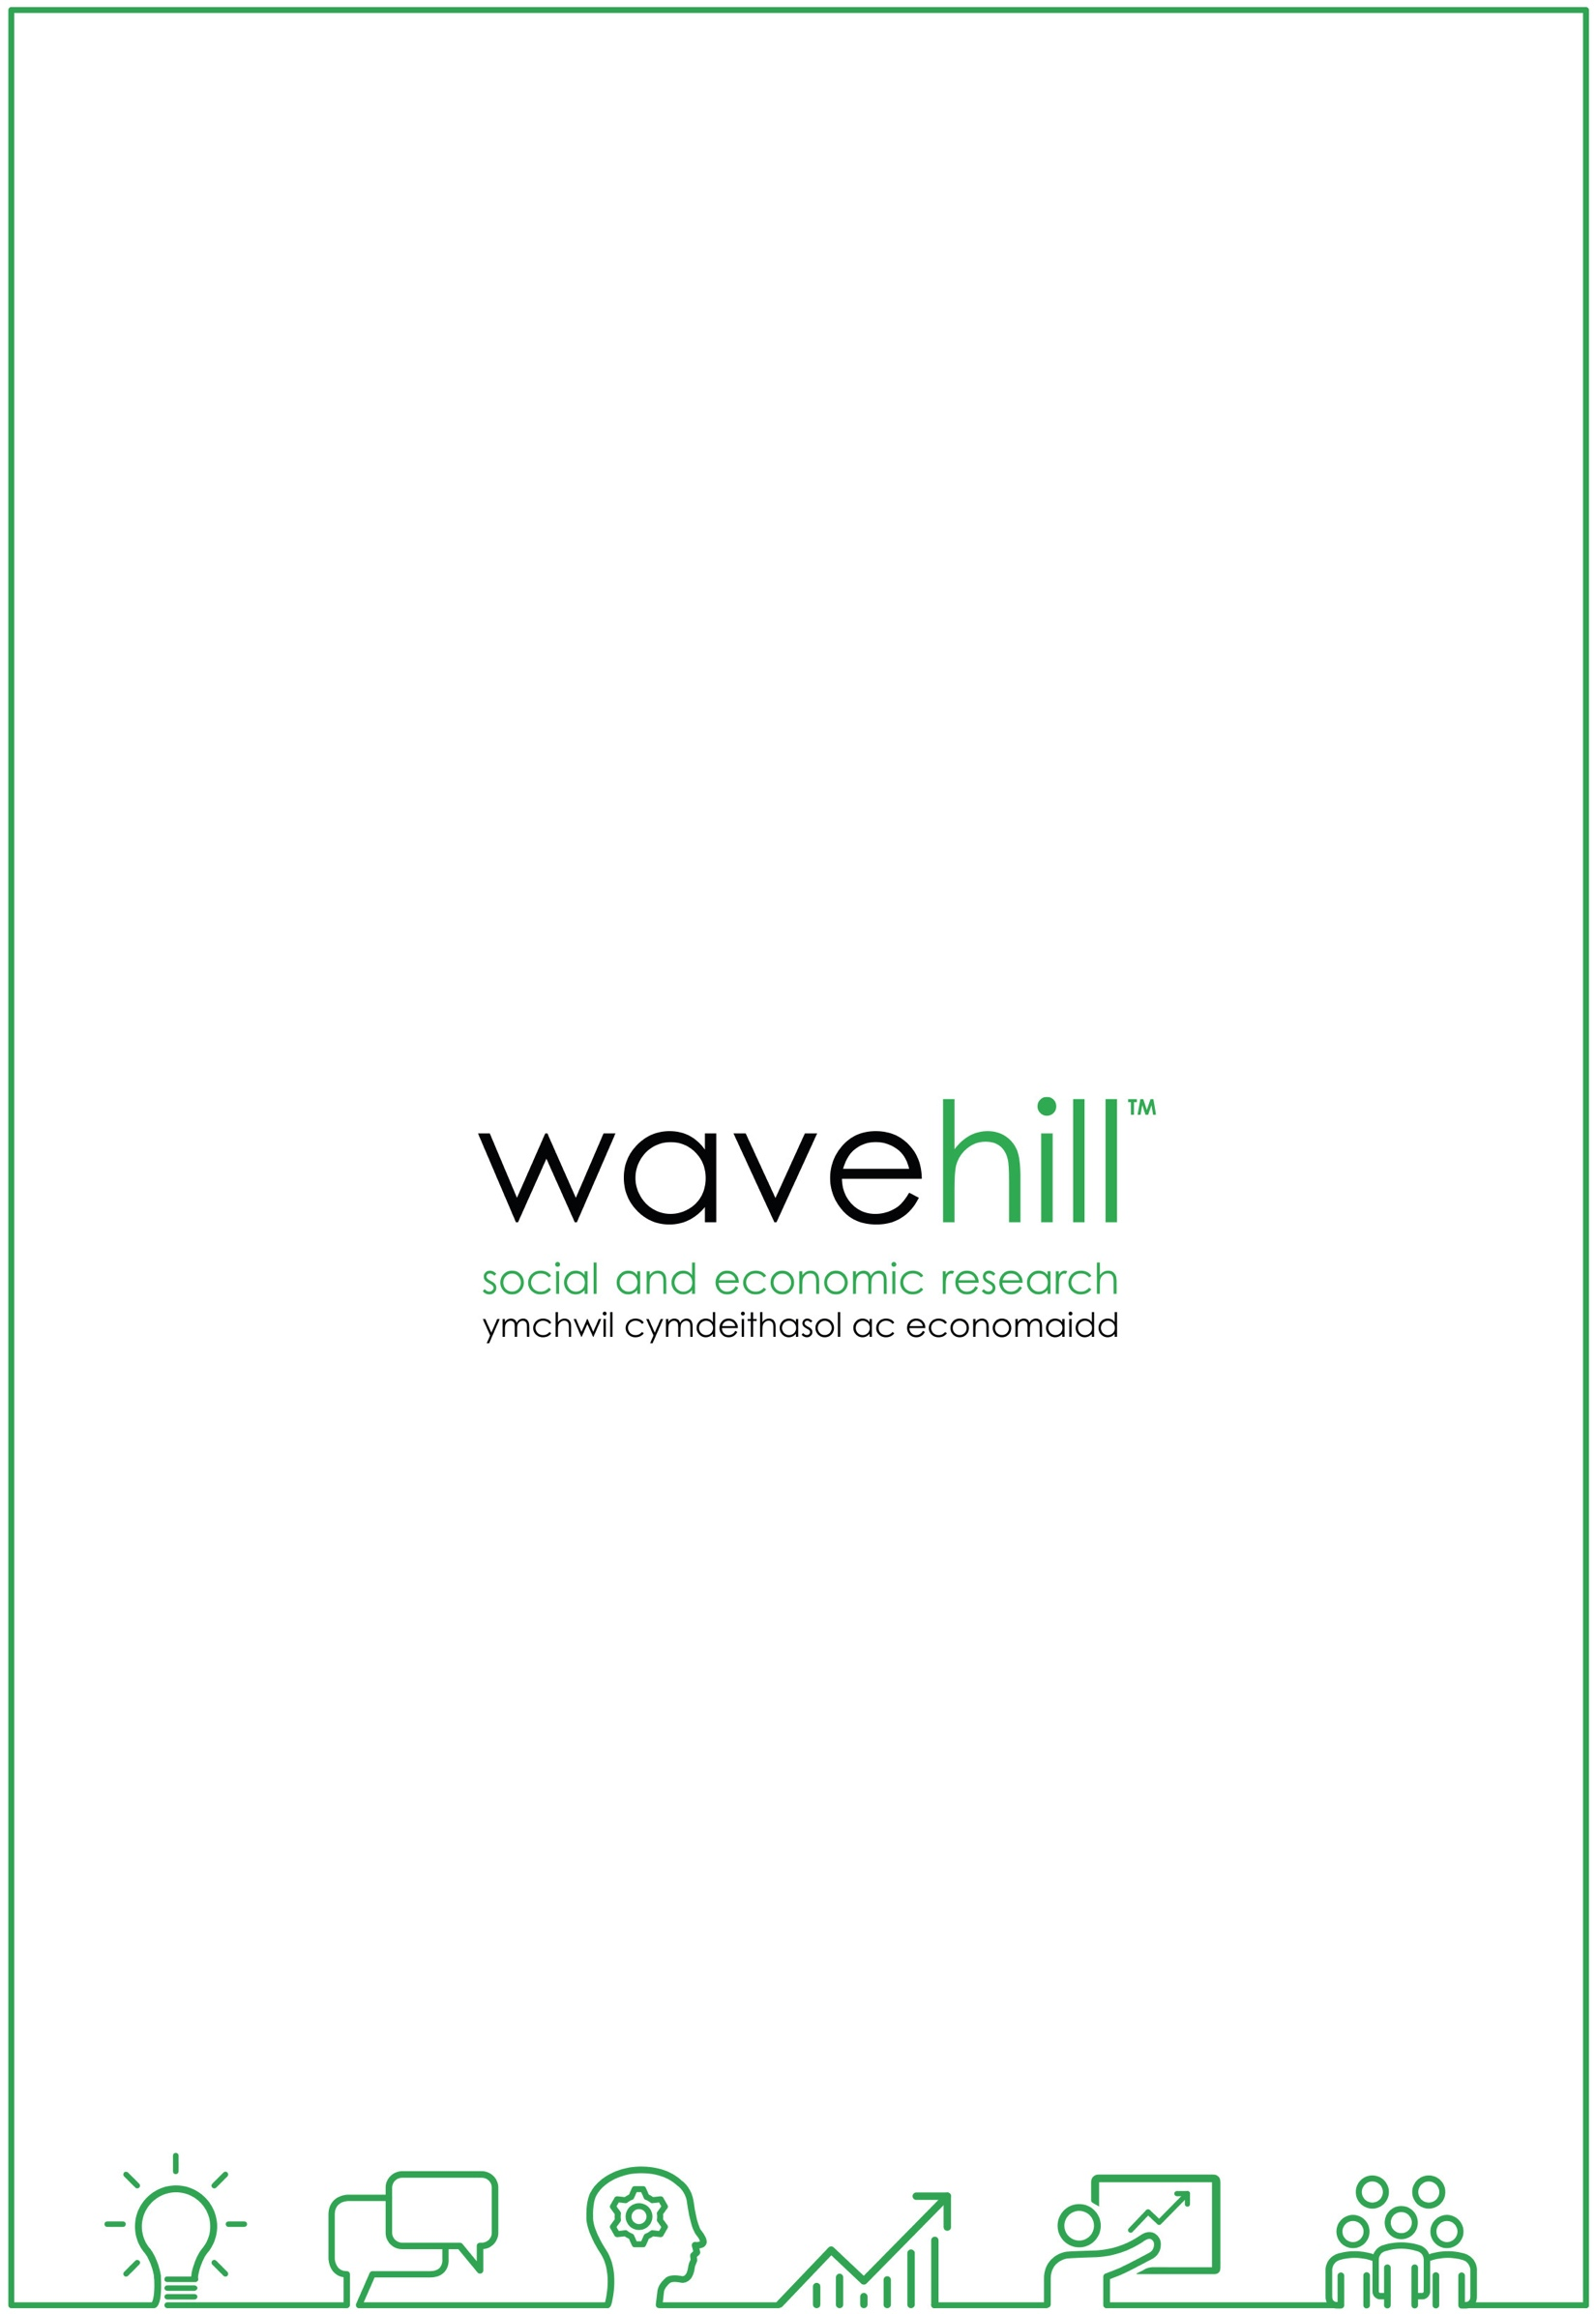 wavehill™
social and economic research
ymchwil cymdeithasol ac economaidd